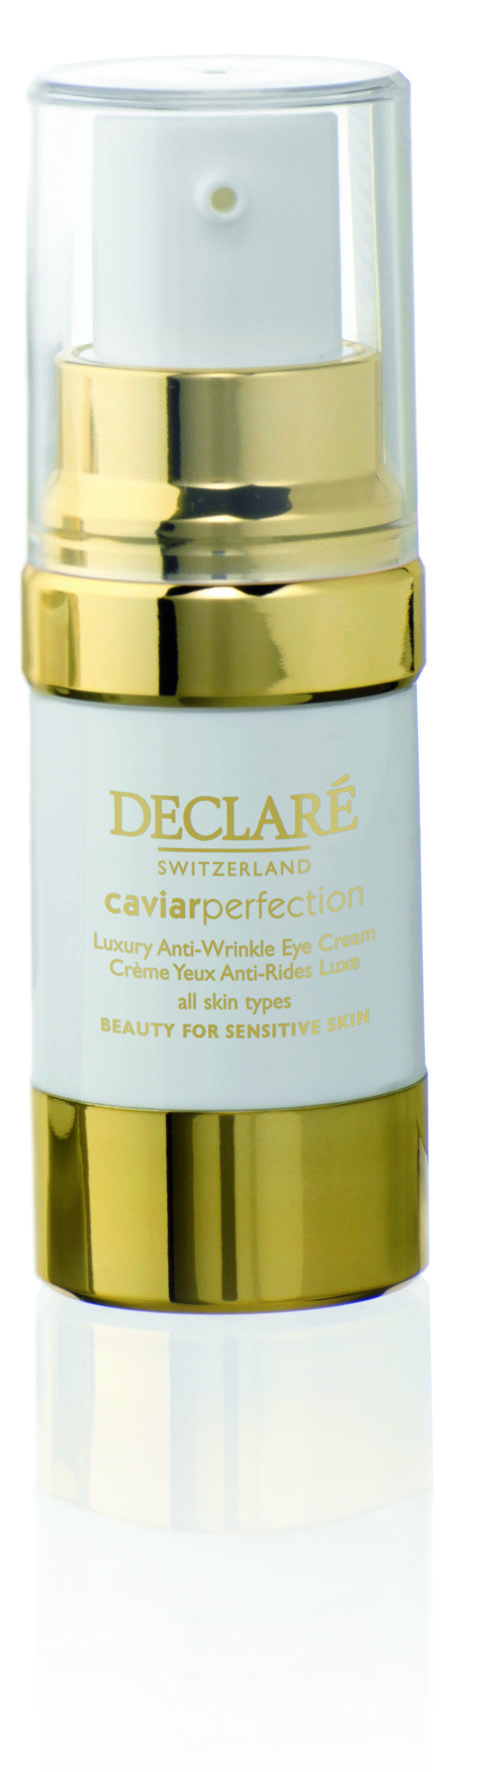 DECLARÉ
SWITZERLAND
caviarperfection
Luxury Anti-Wrinkle Eye Cream
Crème Yeux Anti-Rides Luxe
all skin types
BEAUTY FOR SENSITIVE SKIN